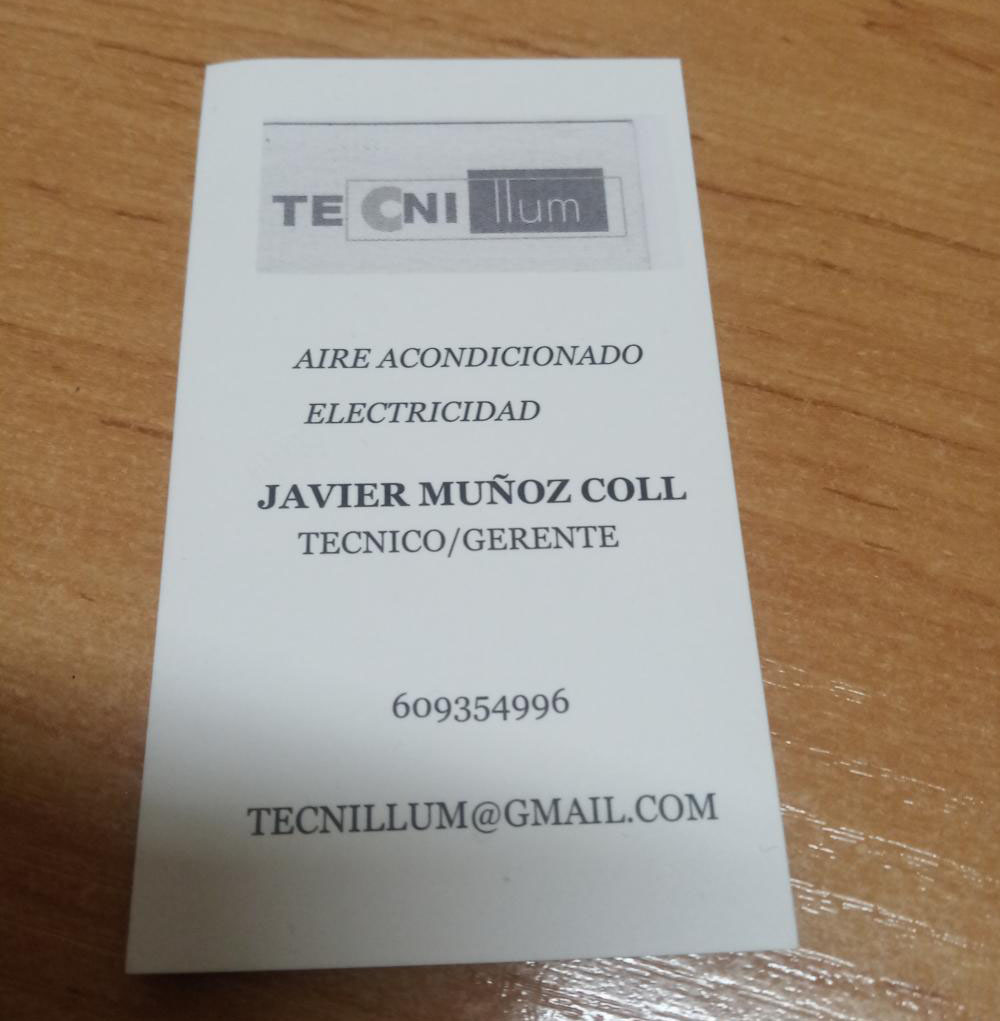 TECNI llum
AIRE ACONDICIONADO
ELECTRICIDAD
JAVIER MUÑOZ COLL
TECNICO/GERENTE
609354996
TECNILLUM@GMAIL.COM